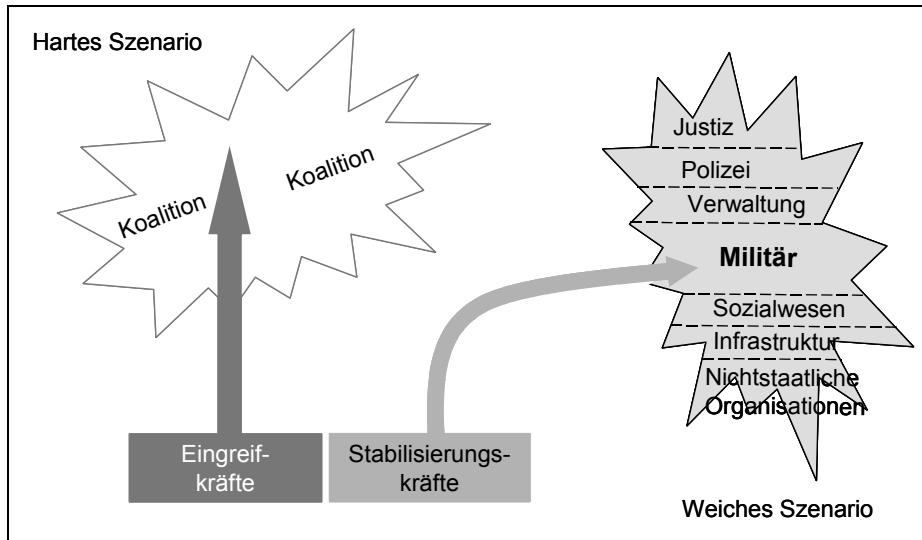 Hartes Szenario
Koalition
Koalition
Justiz
Polizei
Verwaltung
Militär
Sozialwesen
Infrastruktur
Nichtstaatliche
Organisationen
Eingreif-
kräfte
Stabilisierungs-
kräfte
Weiches Szenario